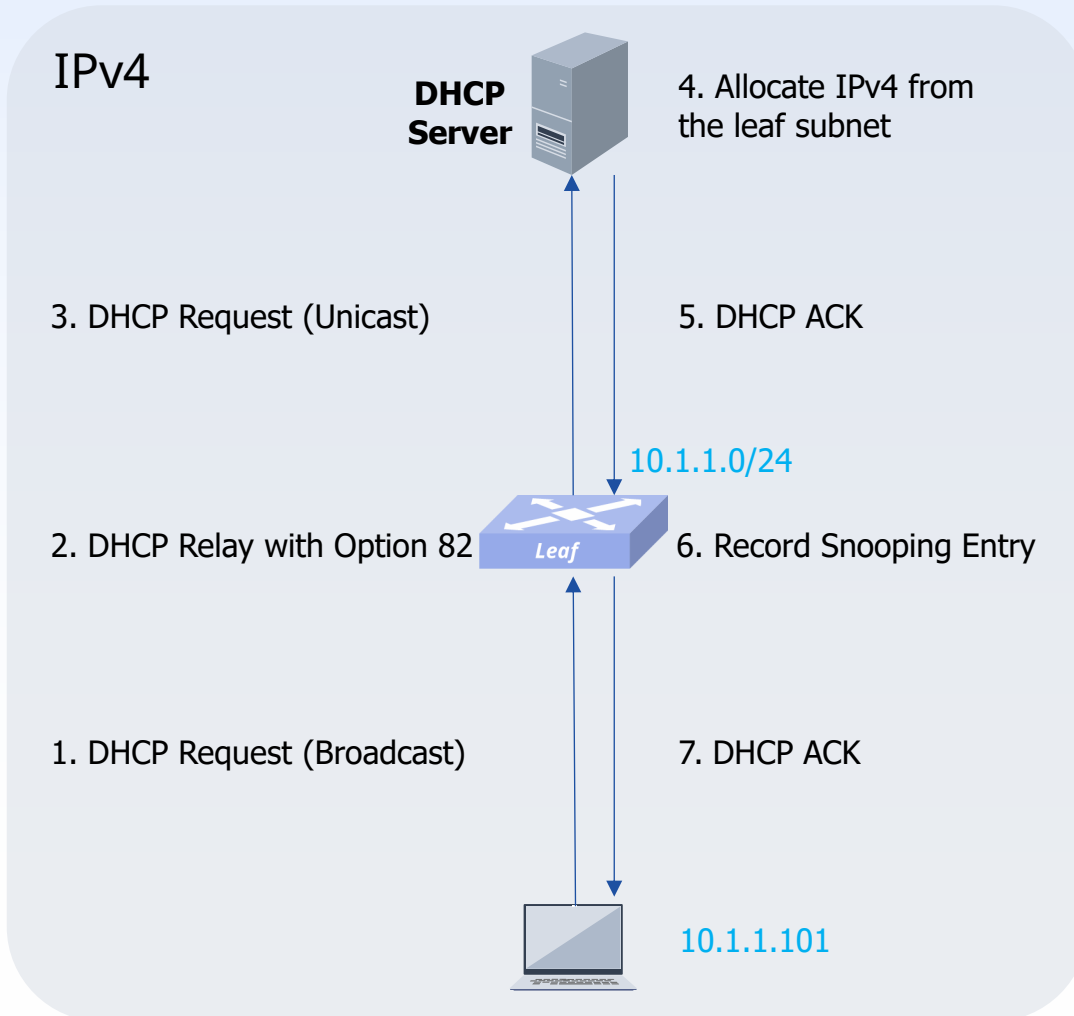 IPv4
DHCP
Server
4. Allocate IPv4 from
the leaf subnet
3. DHCP Request (Unicast)
5. DHCP ACK
10.1.1.0/24
2. DHCP Relay with Option 82
Leaf
6. Record Snooping Entry
1. DHCP Request (Broadcast)
7. DHCP ACK
10.1.1.101